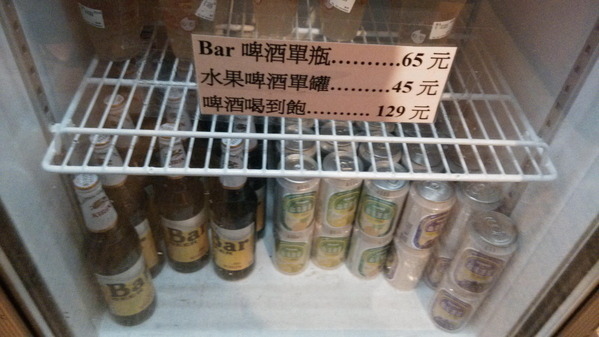 Bar 啤酒單瓶..........65 元
水果啤酒單罐.........45 元
啤酒喝到飽.......... 129 元
Bar
Bar
Bar